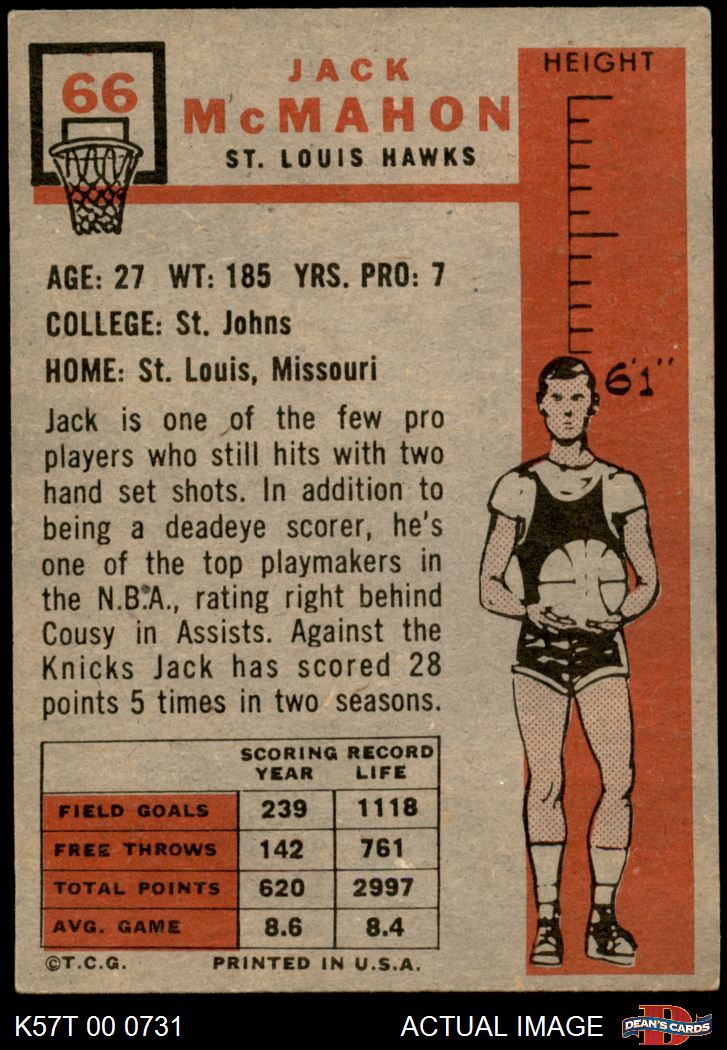 66
JACK
McMAHON
ST. LOUIS HAWKS
HEIGHT
6'1"
AGE: 27 WT: 185 YRS. PRO: 7
COLLEGE: St. Johns
HOME: St. Louis, Missouri
Jack is one of the few pro
players who still hits with two
hand set shots. In addition to
being a deadeye scorer, he's
one of the top playmakers in
the N.B.A., rating right behind
Cousy in Assists. Against the
Knicks Jack has scored 28
points 5 times in two seasons.
SCORING RECORD
YEAR LIFE
FIELD GOALS 239 1118
FREE THROWS 142 761
TOTAL POINTS 620 2997
AVG. GAME 8.6 8.4
©T.C.G. PRINTED IN U.S.A.
K57T 00 0731 ACTUAL IMAGE D DEAN'S CARDS